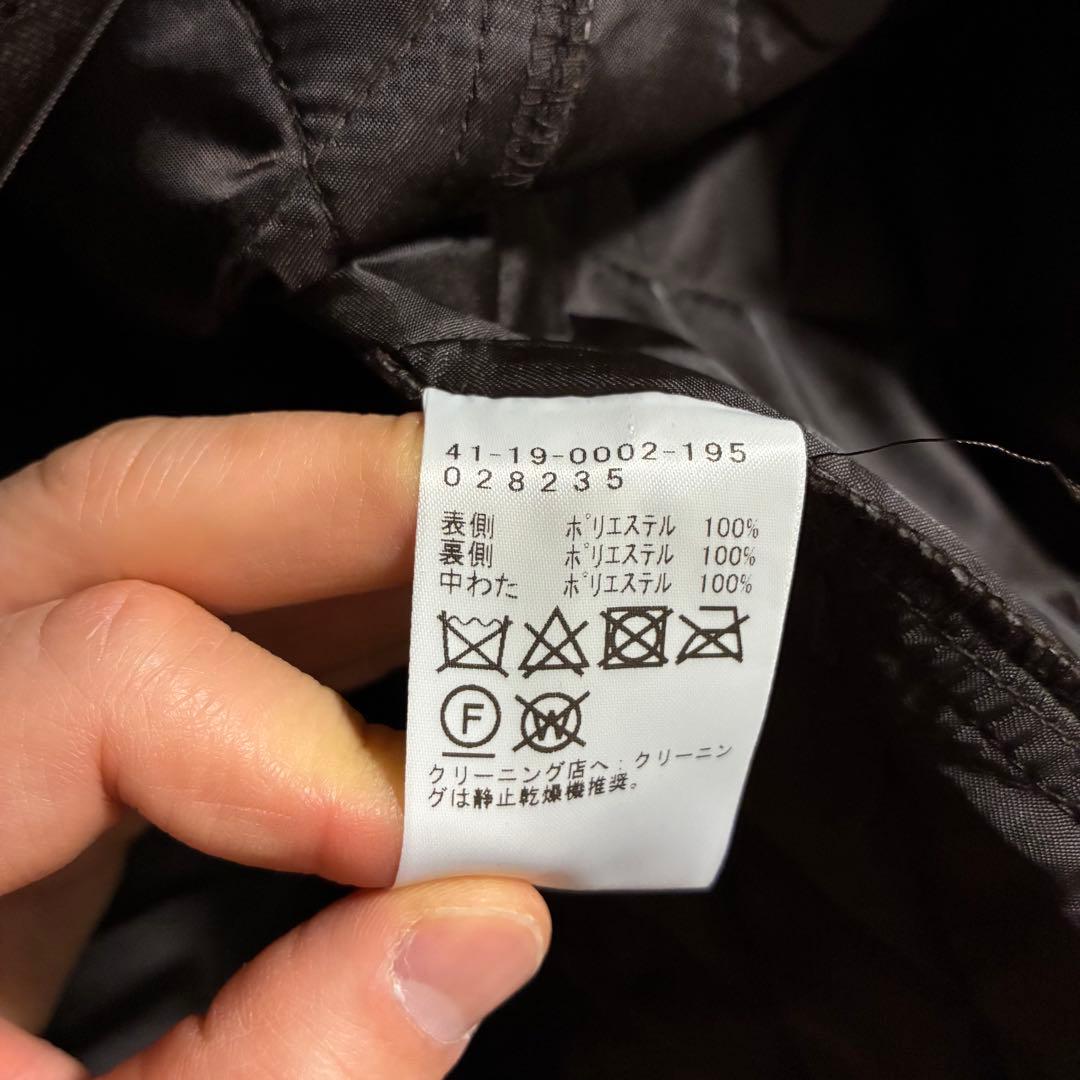 41-19-0002-195
028235
表側 ポリエステル 100%
裏側 ポリエステル 100%
中わた ポリエステル 100%
F W
クリーニング店へ:クリーニン
グは静止乾燥機推奨。